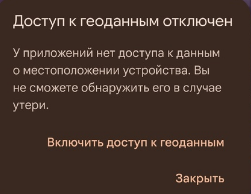 Доступ к геоданным отключен
У приложений нет доступа к данным
о местоположении устройства. Вы
не сможете обнаружить его в случае
утери.
Включить доступ к геоданным
Закрыть